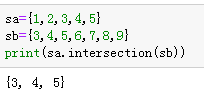 sa={1,2,3,4,5}
sb={3,4,5,6,7,8,9}
print(sa.intersection(sb))
{3, 4, 5}